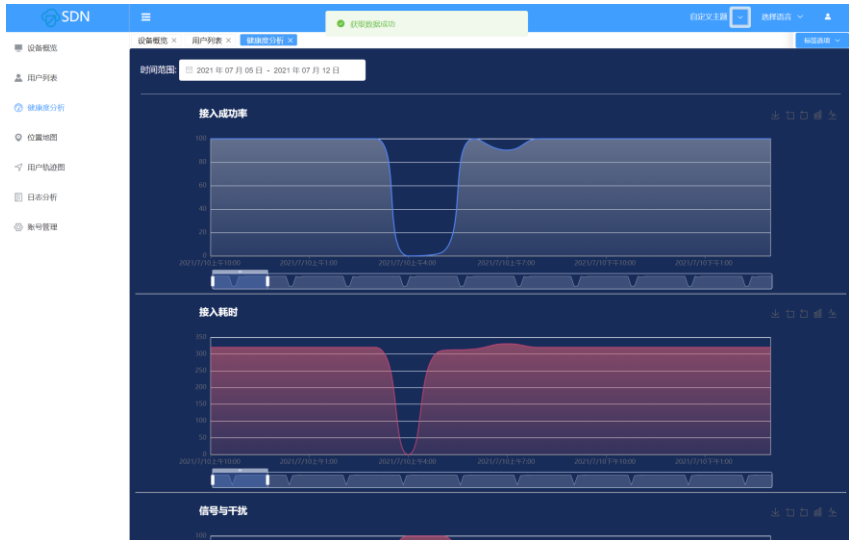 SDN
获取数据成功
自定义主题
选择语言
设备概览 ×
用户列表 ×
健康度分析 ×
标签选项
设备概览
用户列表
健康度分析
位置地图
用户轨迹图
日志分析
账号管理
时间范围:
2021 年 07 月 05 日 - 2021 年 07 月 12 日
接入成功率
100
80
60
40
20
0
2021/7/10上午10:00
2021/7/10上午1:00
2021/7/10上午4:00
2021/7/10上午7:00
2021/7/10下午10:00
2021/7/10下午1:00
接入耗时
350
300
250
200
150
100
50
0
2021/7/10上午10:00
2021/7/10上午1:00
2021/7/10上午4:00
2021/7/10上午7:00
2021/7/10下午10:00
2021/7/10下午1:00
信号与干扰
100